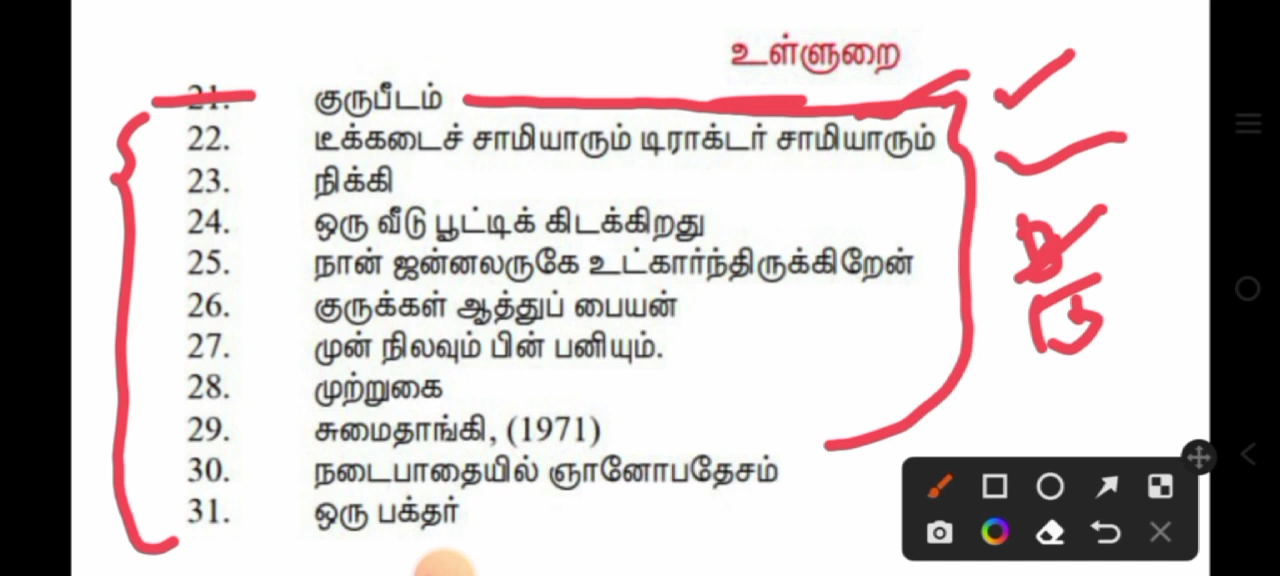 உள்ளுறை
21. குருபீடம்
22. டீக்கடைச் சாமியாரும் டிராக்டர் சாமியாரும்
23. நிக்கி
24. ஒரு வீடு பூட்டிக் கிடக்கிறது
25. நான் ஜன்னலருகே உட்கார்ந்திருக்கிறேன்
26. குருக்கள் ஆத்துப் பையன்
27. முன் நிலவும் பின் பனியும்.
28. முற்றுகை
29. சுமைதாங்கி, (1971)
30. நடைபாதையில் ஞானோபதேசம்
31. ஒரு பக்தர்